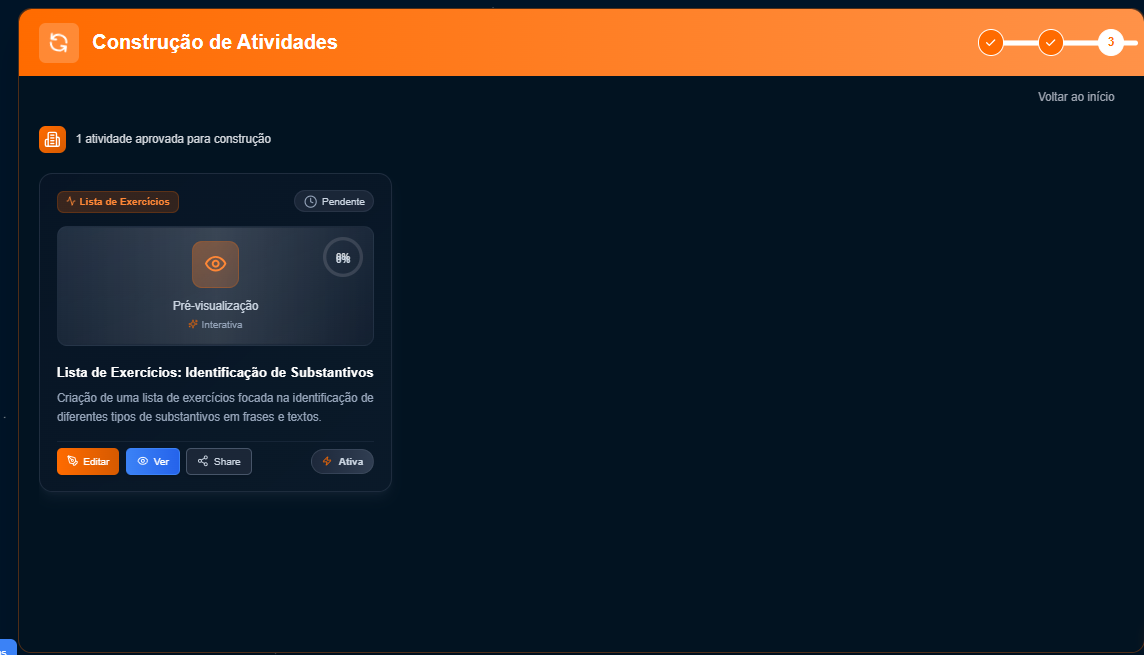 Construção de Atividades
3
Voltar ao início
1 atividade aprovada para construção
Lista de Exercícios
Pendente
0%
Pré-visualização
Interativa
Lista de Exercícios: Identificação de Substantivos
Criação de uma lista de exercícios focada na identificação de
diferentes tipos de substantivos em frases e textos.
Editar
Ver
Share
Ativa